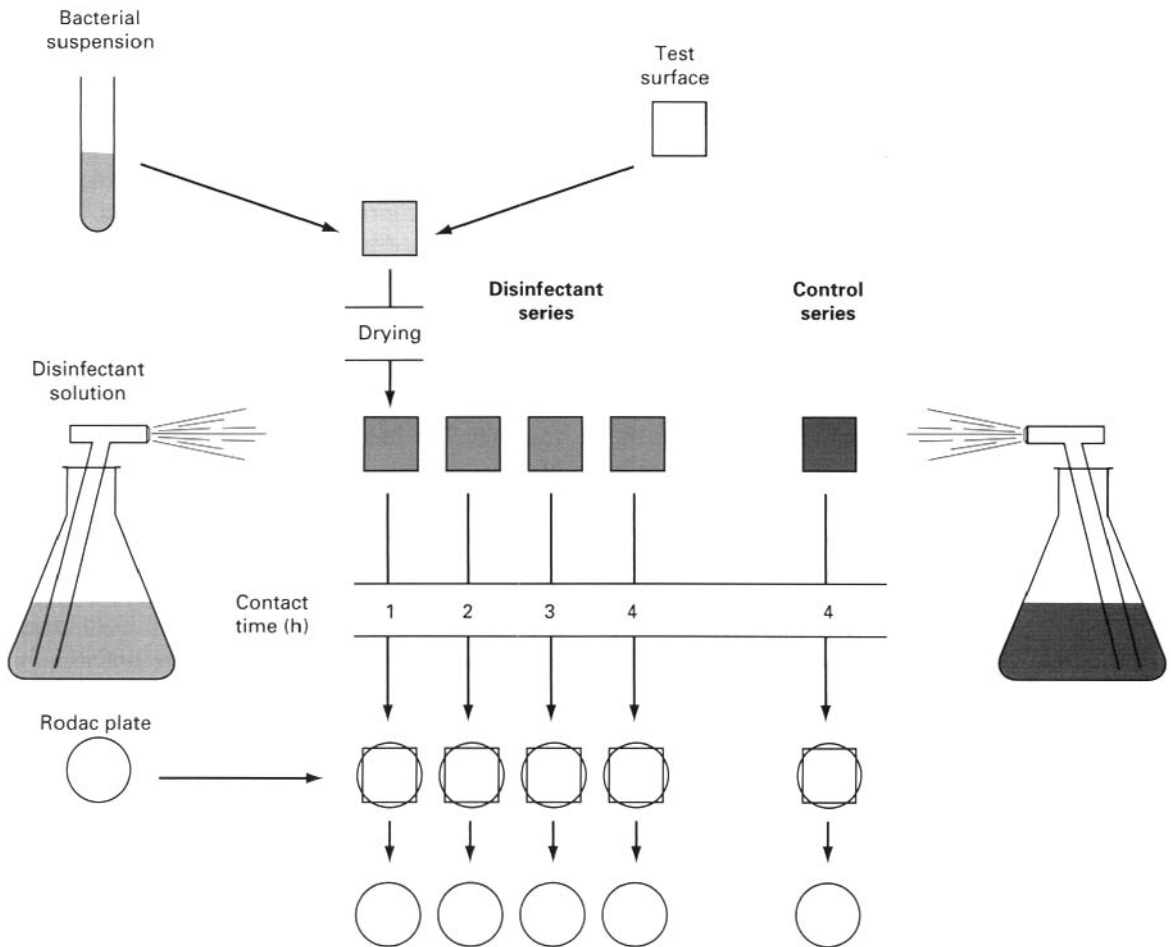 Bacterial
suspension
Test
surface
Disinfectant
series
Control
series
Drying
Disinfectant
solution
Contact
time (h)
1 2 3 4 4
Rodac plate